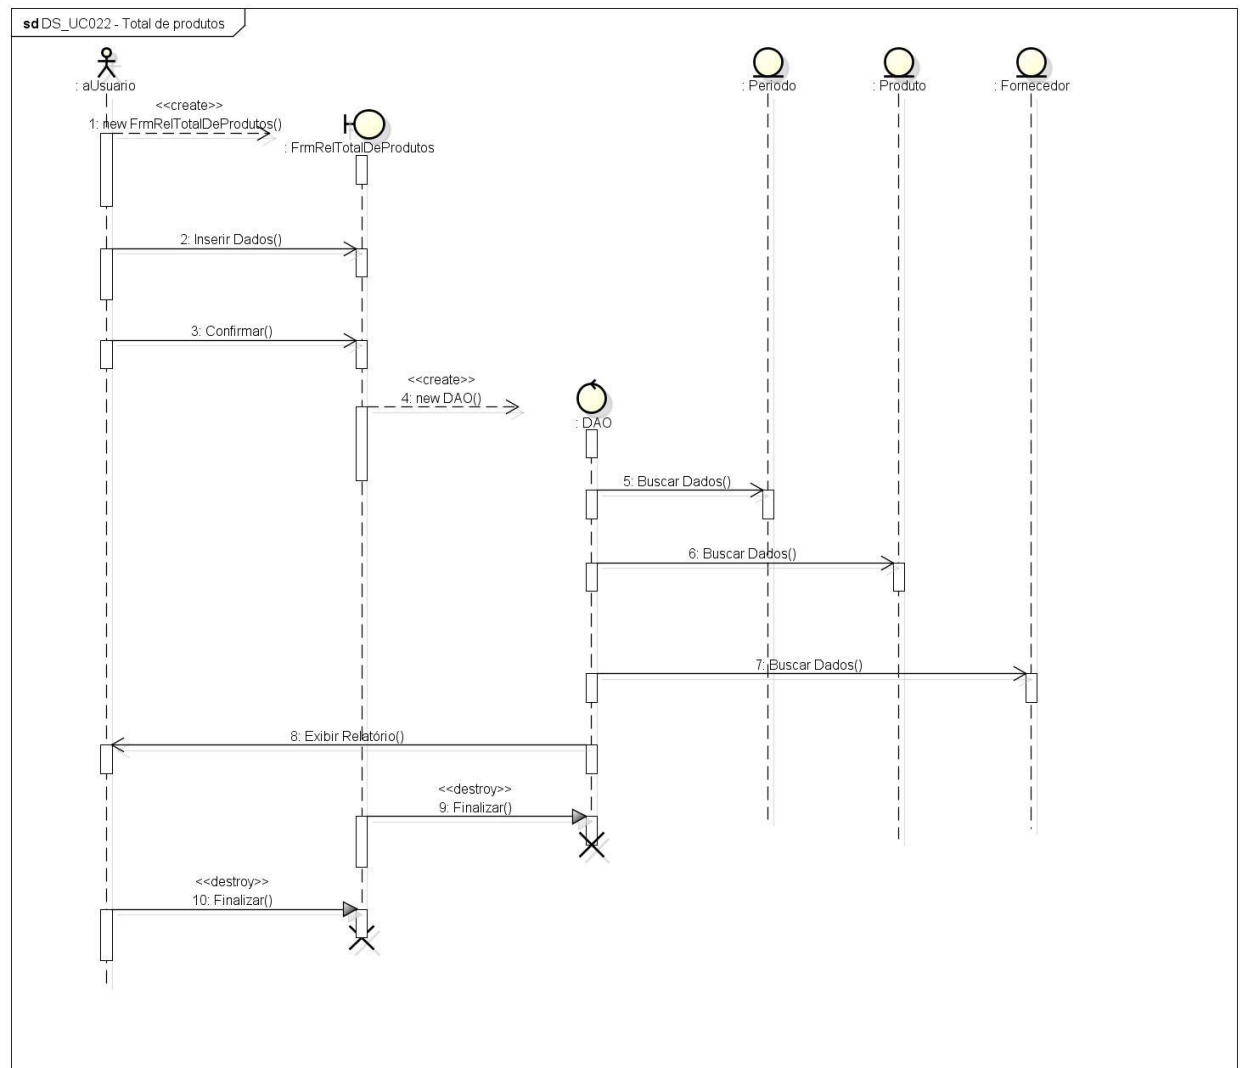 sd DS_UC022 - Total de produtos
: aUsuario
: Periodo
: Produto
: Fornecedor
<<create>>
1: new FrmRelTotalDeProdutos()
: FrmRelTotalDeProdutos
2: Inserir Dados()
3: Confirmar()
<<create>>
4: new DAO()
: DAO
5: Buscar Dados()
6: Buscar Dados()
7: Buscar Dados()
8: Exibir Relatório()
<<destroy>>
9: Finalizar()
<<destroy>>
10: Finalizar()